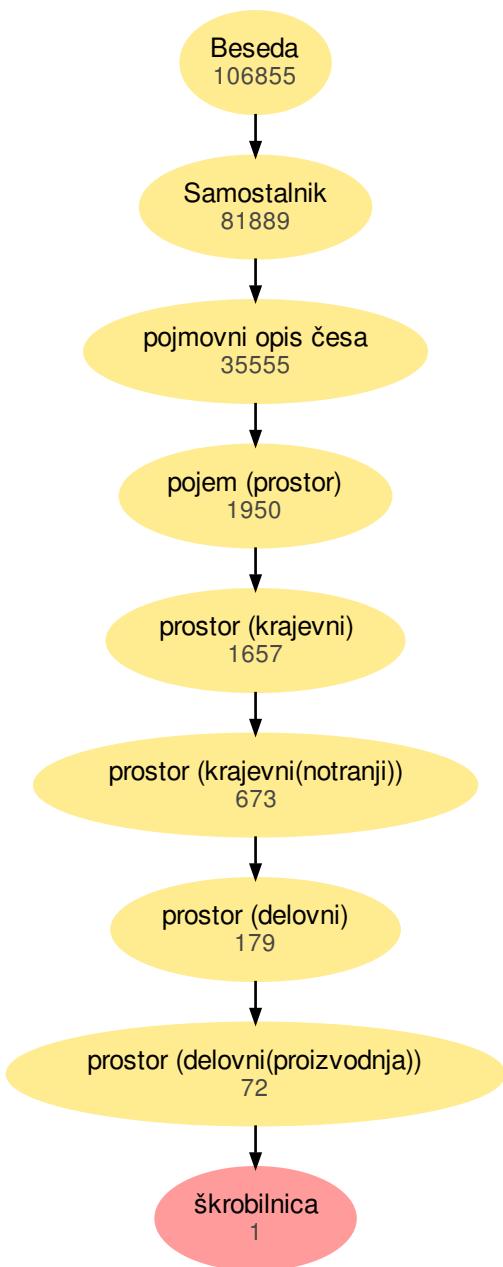 Beseda
106855
Samostalnik
81889
pojmovni opis česa
35555
pojem (prostor)
1950
prostor (krajevni)
1657
prostor (krajevni(notranji))
673
prostor (delovni)
179
prostor (delovni(proizvodnja))
72
škrobilnica
1